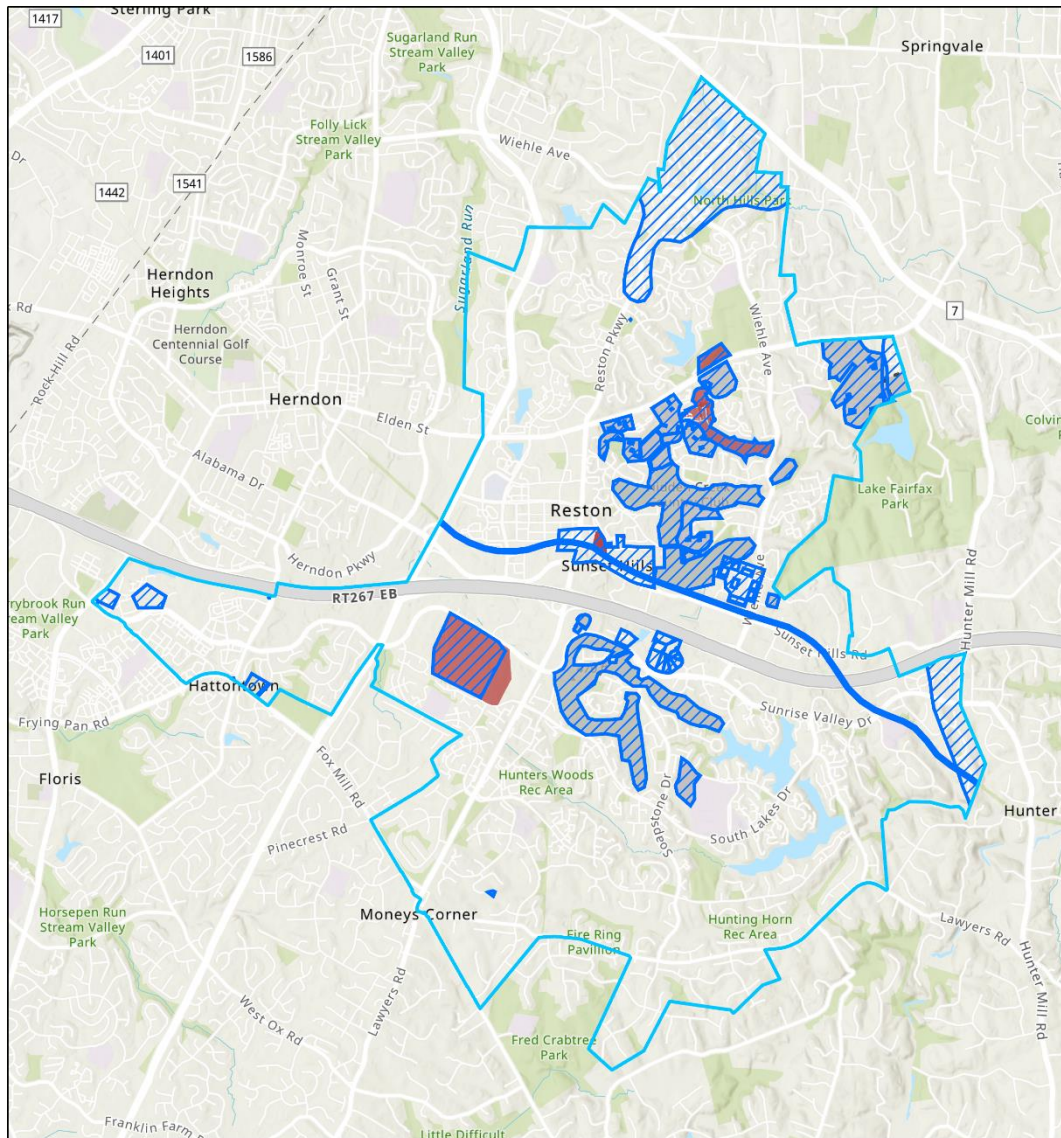 Sterling Park
1417
1401
1586
Sugarland Run
Stream Valley
Park
Springvale
Folly Lick
Stream Valley
Park
Wiehle Ave
Dr
1442
1541
North Hills Park
Monroe St
Grant St
Sugarland Run
Herndon
Heights
Rd
Herndon
Centennial Golf
Course
Rock-Hill Rd
Reston Pkwy
Wiehle Ave
7
Herndon
Elden St
Alabama Dr
Lake Fairfax
Park
Reston
Sunset Hills
Herndon Pkwy
RT267 EB
Hunter Mill Rd
Sunset Hills Rd
Stream Valley
Park
Hattontown
Frying Pan Rd
Sunrise Valley Dr
Floris
Fox Mill Rd
Hunters Woods
Rec Area
Soapstone Dr
South Lakes Dr
Hunter
Pinecrest Rd
Moneys Corner
Horsepen Run
Stream Valley
Park
Fire Ring
Pavillion
Hunting Horn
Rec Area
Lawyers Rd
Hunter Mill Rd
West Ox Rd
Lawyers Rd
Fred Crabtree
Park
Franklin Farm
Little Difficult